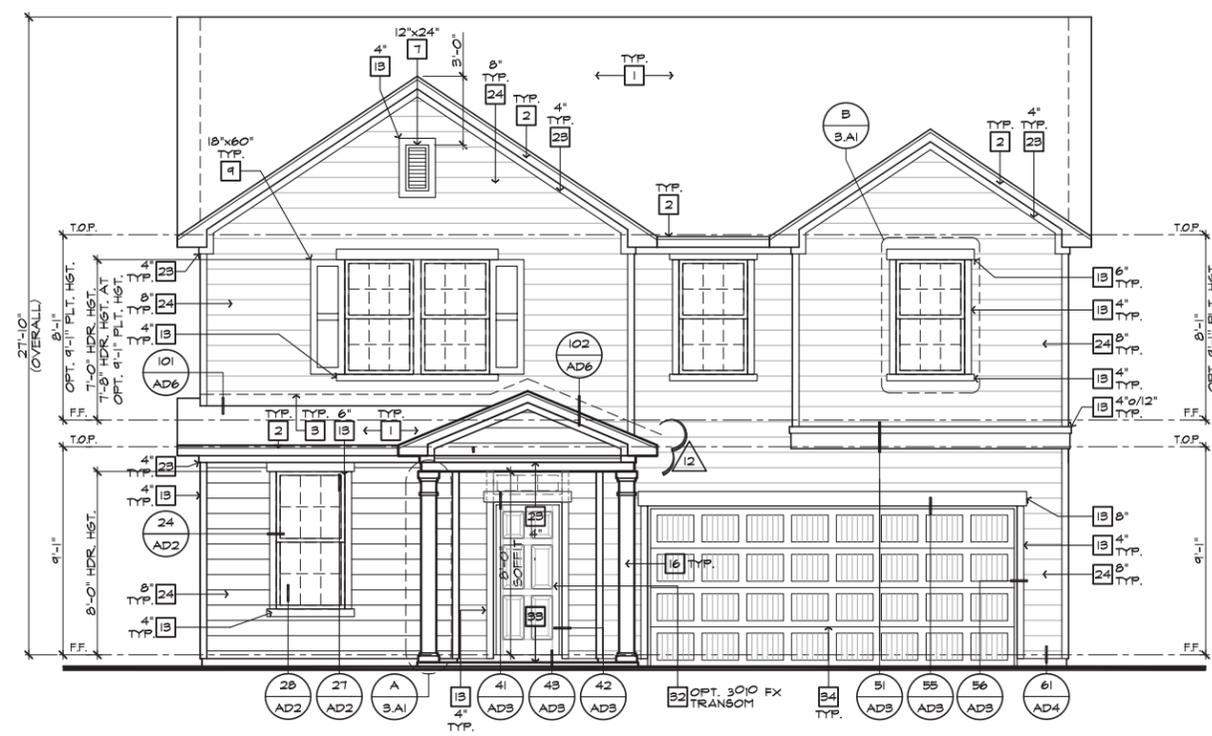 12"x24"
7
4"
13
3'-0"
8"
TYP.
24
TYP.
2
4"
TYP.
23
TYP.
1
B
3.A1
TYP.
2
4"
TYP.
23
18"x60"
TYP.
9
TYP.
2
T.O.P.
T.O.P.
4"
TYP.
23
8"
TYP.
24
4"
TYP.
13
13
6"
TYP.
13
4"
TYP.
24
8"
TYP.
13
4"
TYP.
13
4"o/12"
TYP.
27'-10"
(OVERALL)
8'-1"
OPT. 9'-1" PLT. HGT.
7'-0" HDR. HGT.
7'-8" HDR. HGT. AT
OPT. 9'-1" PLT. HGT.
8'-1"
101
AD6
102
AD6
F.F.
F.F.
TYP.
2
TYP.
3
6"
13
TYP.
1
T.O.P.
T.O.P.
12
4"
TYP.
23
4"
TYP.
13
24
AD2
8"
TYP.
24
4"
TYP.
13
9'-1"
8'-0" HDR. HGT.
23
4"
8'-0"
SOFFIT
33
16
TYP.
13
8"
13
4"
TYP.
24
8"
TYP.
9'-1"
F.F.
F.F.
28
AD2
27
AD2
A
3.A1
13
4"
TYP.
41
AD3
43
AD3
42
AD3
32
OPT. 3010 FX
TRANSOM
34
TYP.
51
AD3
55
AD3
56
AD3
61
AD4